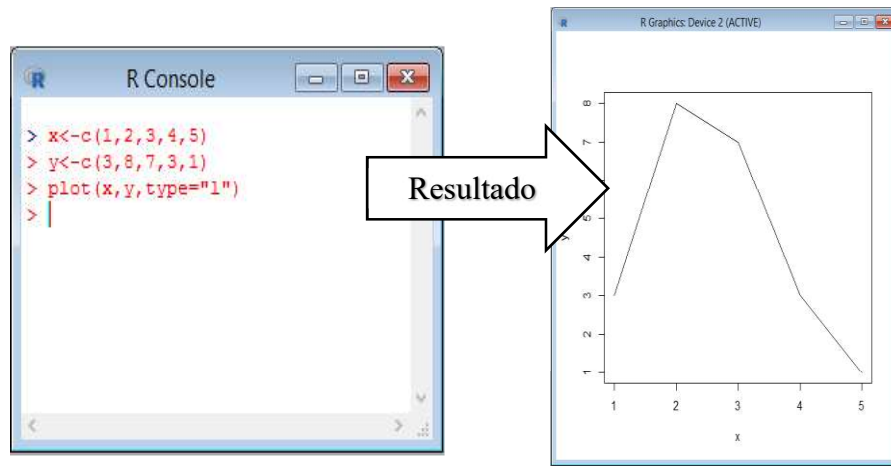 R Console
> x<-c(1,2,3,4,5)
> y<-c(3,8,7,3,1)
> plot(x,y,type="l")
>
Resultado
R Graphics: Device 2 (ACTIVE)
8
7
5
4
3
2
1
y
1 2 3 4 5
x